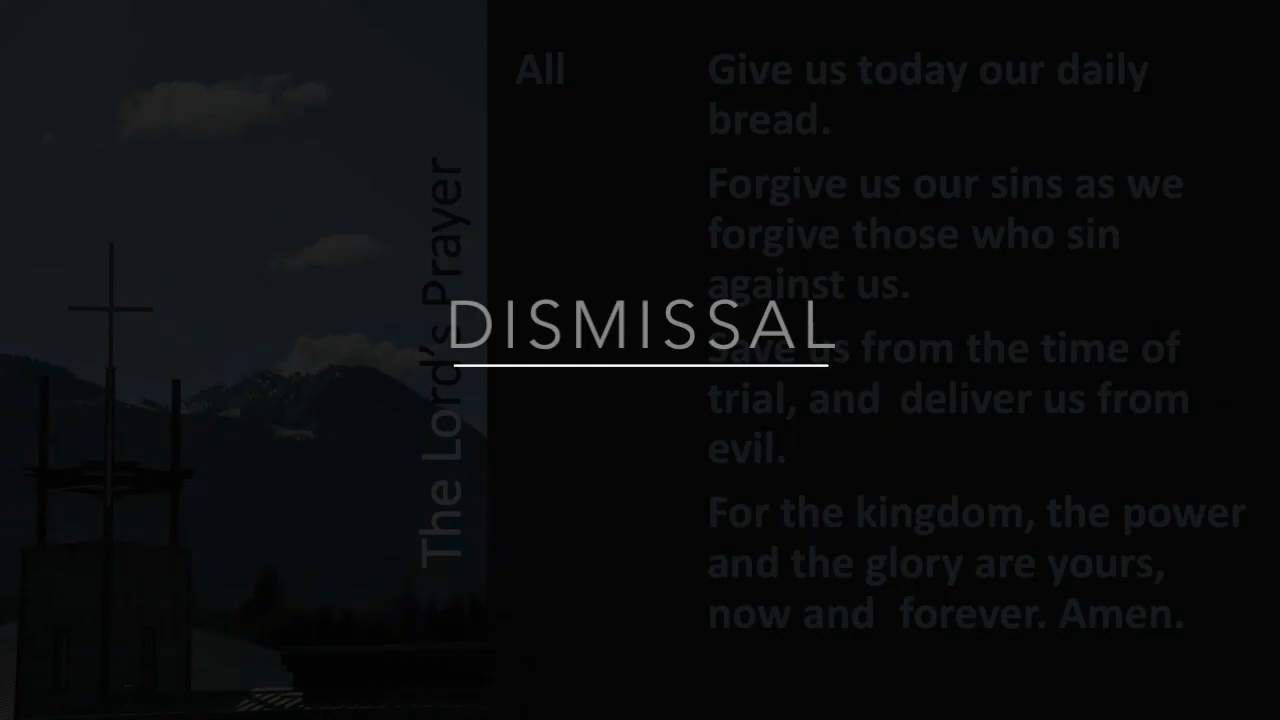 All
Give us today our daily
bread.
Forgive us our sins as we
forgive those who sin
against us.
Save us from the time of
trial, and deliver us from
evil.
For the kingdom, the power
and the glory are yours,
now and forever. Amen.
The Lord's Prayer
DISMISSAL